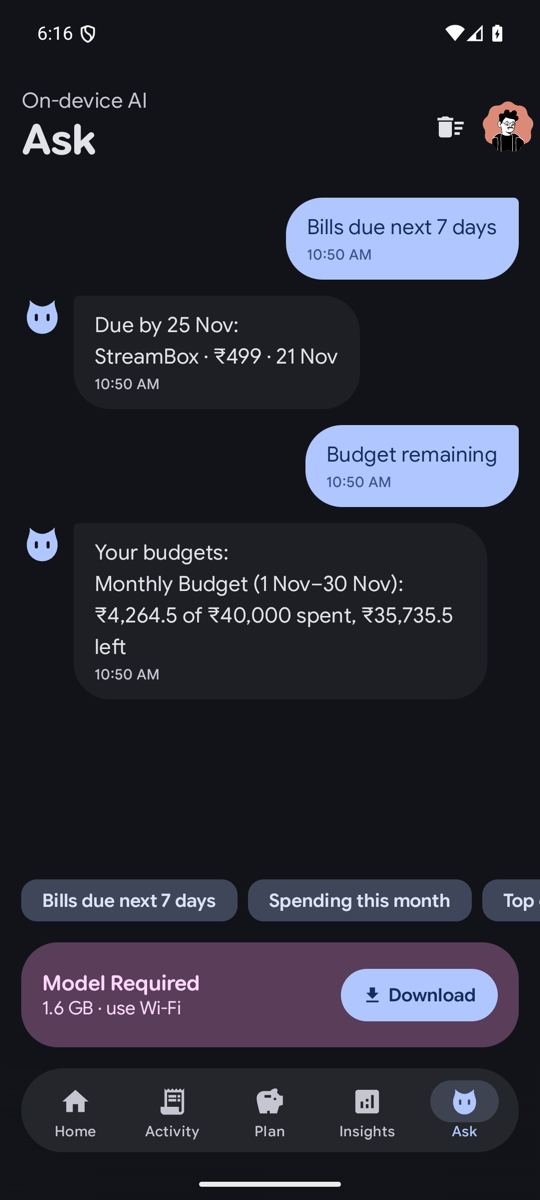 6:16
On-device AI
Ask
Bills due next 7 days
10:50 AM
Due by 25 Nov:
StreamBox · ₹499 · 21 Nov
10:50 AM
Budget remaining
10:50 AM
Your budgets:
Monthly Budget (1 Nov–30 Nov):
₹4,264.5 of ₹40,000 spent, ₹35,735.5
left
10:50 AM
Bills due next 7 days
Spending this month
Top
Model Required
1.6 GB · use Wi-Fi
Download
Home
Activity
Plan
Insights
Ask